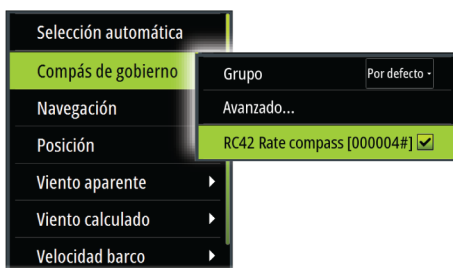 Selección automática
Compás de gobierno
Navegación
Posición
Viento aparente
Viento calculado
Velocidad barco
Grupo
Por defecto
Avanzado...
RC42 Rate compass [000004#]